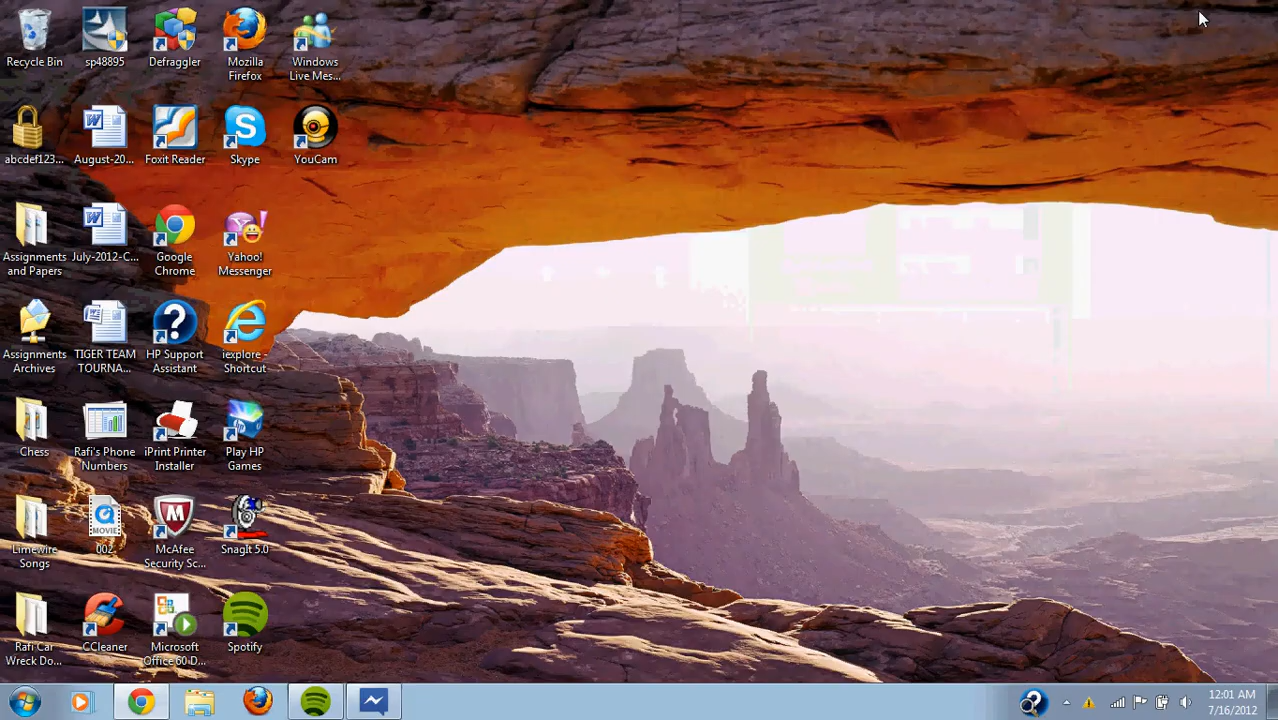 Recycle Bin
sp48895
Defraggler
Mozilla
Firefox
Windows
Live Mes...
abcdef123...
August-20...
Foxit Reader
Skype
YouCam
Assignments
and Papers
July-2012-C...
Google
Chrome
Yahoo!
Messenger
Assignments
Archives
TIGER TEAM
TOURNA...
HP Support
Assistant
iexplore -
Shortcut
Chess
Rafi's Phone
Numbers
iPrint Printer
Installer
Play HP
Games
Limewire
Songs
MOVIE
002
McAfee
Security Sc...
SnagIt 5.0
Rafi Car
Wreck Do...
CCleaner
Microsoft
Office 60 D...
Spotify
12:01 AM
7/16/2012